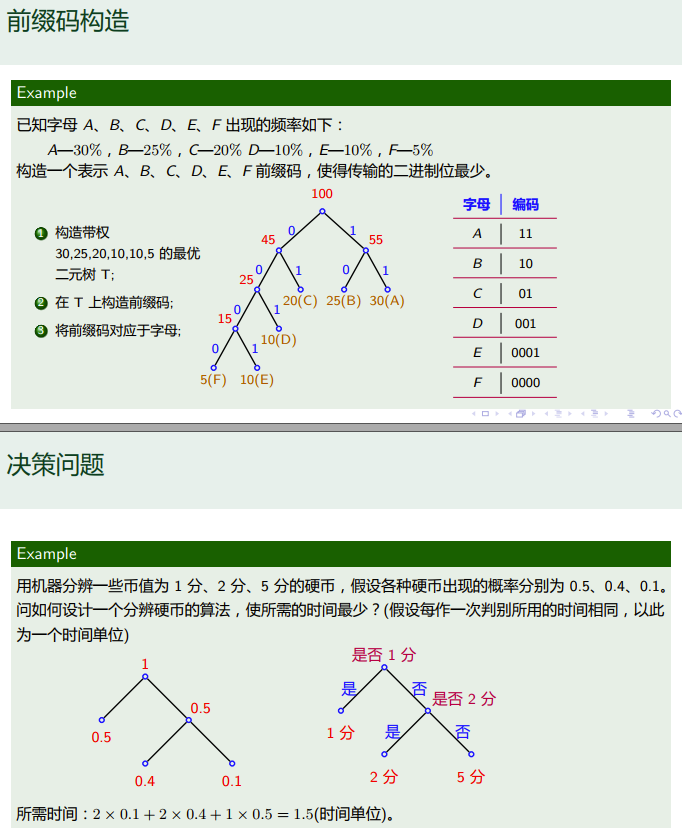 前缀码构造
Example
已知字母 A、B、C、D、E、F 出现的频率如下：
A—30%，B—25%，C—20% D—10%，E—10%，F—5%
构造一个表示 A、B、C、D、E、F 前缀码，使得传输的二进制位最少。
1 构造带权
30,25,20,10,10,5 的最优
二元树 T;
2 在 T 上构造前缀码;
3 将前缀码对应于字母;
100
0 1
45 55
0 1 0 1
25 20(C) 25(B) 30(A)
0 1
15 10(D)
0 1
5(F) 10(E)
字母 编码
A 11
B 10
C 01
D 001
E 0001
F 0000
决策问题
Example
用机器分辨一些币值为 1 分、2 分、5 分的硬币，假设各种硬币出现的概率分别为 0.5、0.4、0.1。
问如何设计一个分辨硬币的算法，使所需的时间最少？(假设每作一次判别所用的时间相同，以此
为一个时间单位)
1
0.5
0.5
0.4 0.1
是否 1 分
是 否
是否 2 分
1 分
是 否
2 分 5 分
所需时间：2 × 0.1 + 2 × 0.4 + 1 × 0.5 = 1.5(时间单位)。